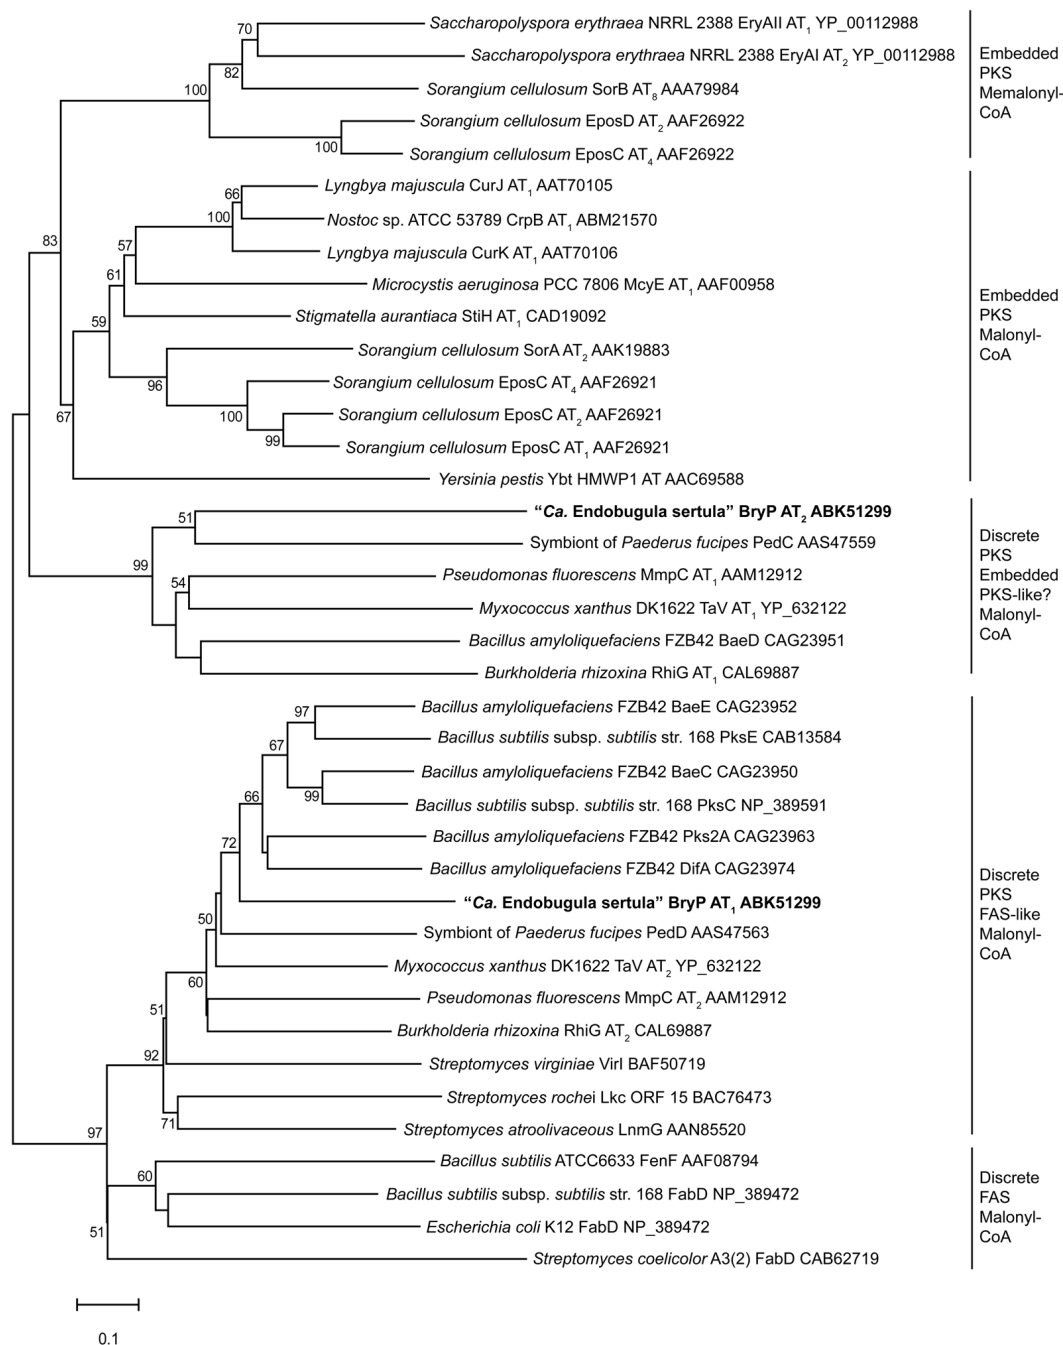 Saccharopolyspora erythraea NRRL 2388 EryAII AT1 YP_00112988
Saccharopolyspora erythraea NRRL 2388 EryAI AT2 YP_00112988
Sorangium cellulosum SorB AT8 AAA79984
Sorangium cellulosum EposD AT2 AAF26922
Sorangium cellulosum EposC AT4 AAF26922
Embedded
PKS
Memalonyl-
CoA
70
82
100
100
Lyngbya majuscula CurJ AT1 AAT70105
Nostoc sp. ATCC 53789 CrpB AT1 ABM21570
Lyngbya majuscula CurK AT1 AAT70106
Microcystis aeruginosa PCC 7806 McyE AT1 AAF00958
Stigmatella aurantiaca StiH AT1 CAD19092
Sorangium cellulosum SorA AT2 AAK19883
Sorangium cellulosum EposC AT4 AAF26921
Sorangium cellulosum EposC AT2 AAF26921
Sorangium cellulosum EposC AT1 AAF26921
Yersinia pestis Ybt HMWP1 AT AAC69588
Embedded
PKS
Malonyl-
CoA
66
100
83
57
61
59
96
67
100
99
“Ca. Endobugula sertula” BryP AT2 ABK51299
Symbiont of Paederus fucipes PedC AAS47559
Pseudomonas fluorescens MmpC AT1 AAM12912
Myxococcus xanthus DK1622 TaV AT1 YP_632122
Bacillus amyloliquefaciens FZB42 BaeD CAG23951
Burkholderia rhizoxina RhiG AT1 CAL69887
Discrete
PKS
Embedded
PKS-like?
Malonyl-
CoA
51
99
54
Bacillus amyloliquefaciens FZB42 BaeE CAG23952
Bacillus subtilis subsp. subtilis str. 168 PksE CAB13584
Bacillus amyloliquefaciens FZB42 BaeC CAG23950
Bacillus subtilis subsp. subtilis str. 168 PksC NP_389591
Bacillus amyloliquefaciens FZB42 Pks2A CAG23963
Bacillus amyloliquefaciens FZB42 DifA CAG23974
“Ca. Endobugula sertula” BryP AT1 ABK51299
Symbiont of Paederus fucipes PedD AAS47563
Myxococcus xanthus DK1622 TaV AT2 YP_632122
Pseudomonas fluorescens MmpC AT2 AAM12912
Burkholderia rhizoxina RhiG AT2 CAL69887
Streptomyces virginiae VirI BAF50719
Streptomyces rochei Lkc ORF 15 BAC76473
Streptomyces atroolivaceous LnmG AAN85520
Discrete
PKS
FAS-like
Malonyl-
CoA
97
67
99
66
72
50
60
51
92
71
97
Bacillus subtilis ATCC6633 FenF AAF08794
Bacillus subtilis subsp. subtilis str. 168 FabD NP_389472
Escherichia coli K12 FabD NP_389472
Streptomyces coelicolor A3(2) FabD CAB62719
Discrete
FAS
Malonyl-
CoA
60
51
0.1